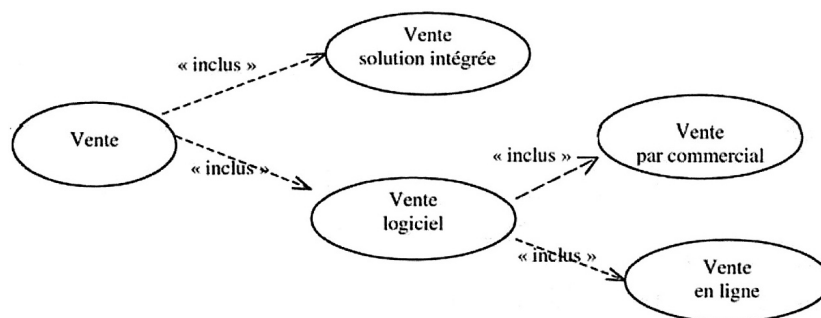 Vente
solution intégrée
« inclus »
Vente
« inclus »
Vente
logiciel
« inclus »
Vente
par commercial
« inclus »
Vente
en ligne